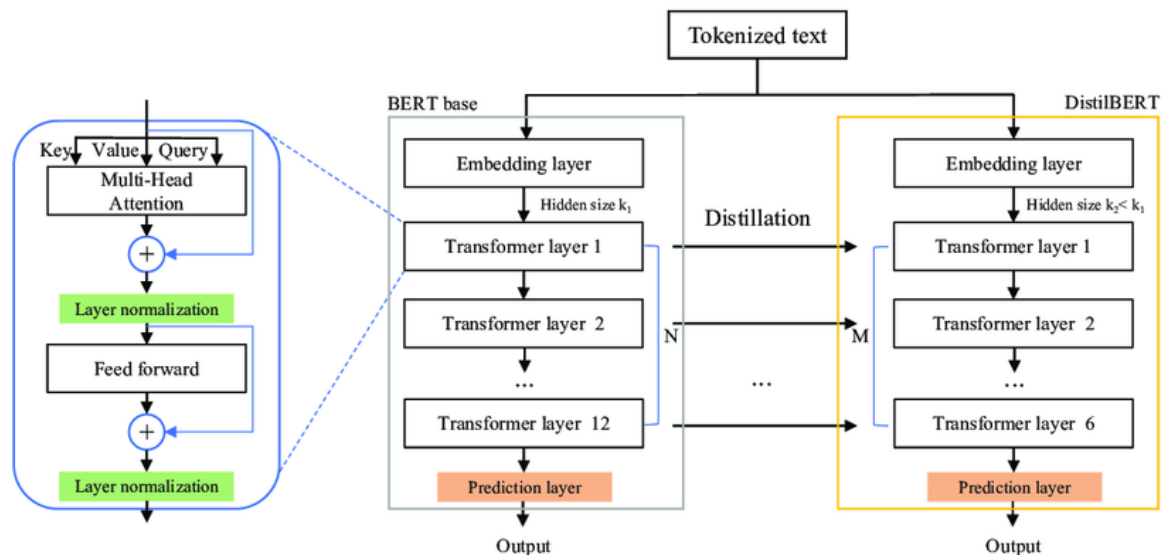 Tokenized text
BERT base
DistilBERT
Key Value Query
Multi-Head
Attention
+
Layer normalization
Feed forward
+
Layer normalization
Embedding layer
Hidden size k₁
Transformer layer 1
Transformer layer 2
...
Transformer layer 12
Prediction layer
Output
N
Distillation
...
M
Embedding layer
Hidden size k₂< k₁
Transformer layer 1
Transformer layer 2
...
Transformer layer 6
Prediction layer
Output